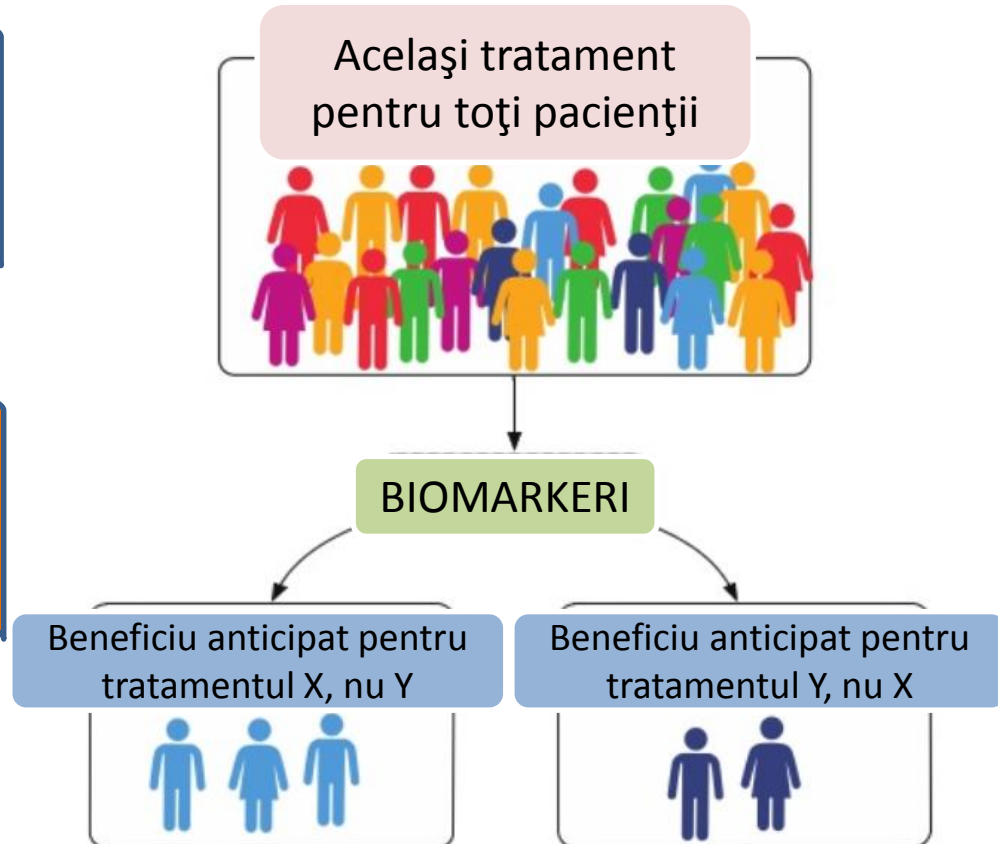 Acelaşi tratament
pentru toţi pacienţii
BIOMARKERI
Beneficiu anticipat pentru
tratamentul X, nu Y
Beneficiu anticipat pentru
tratamentul Y, nu X